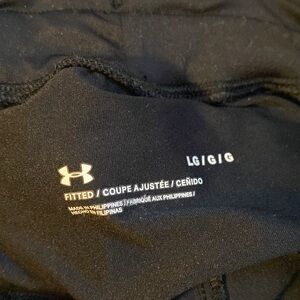 LG/G/G
FITTED / COUPE AJUSTÉE / CEÑIDO
MADE IN PHILIPPINES / FABRIQUÉ AUX PHILIPPINES /
HECHO EN FILIPINAS